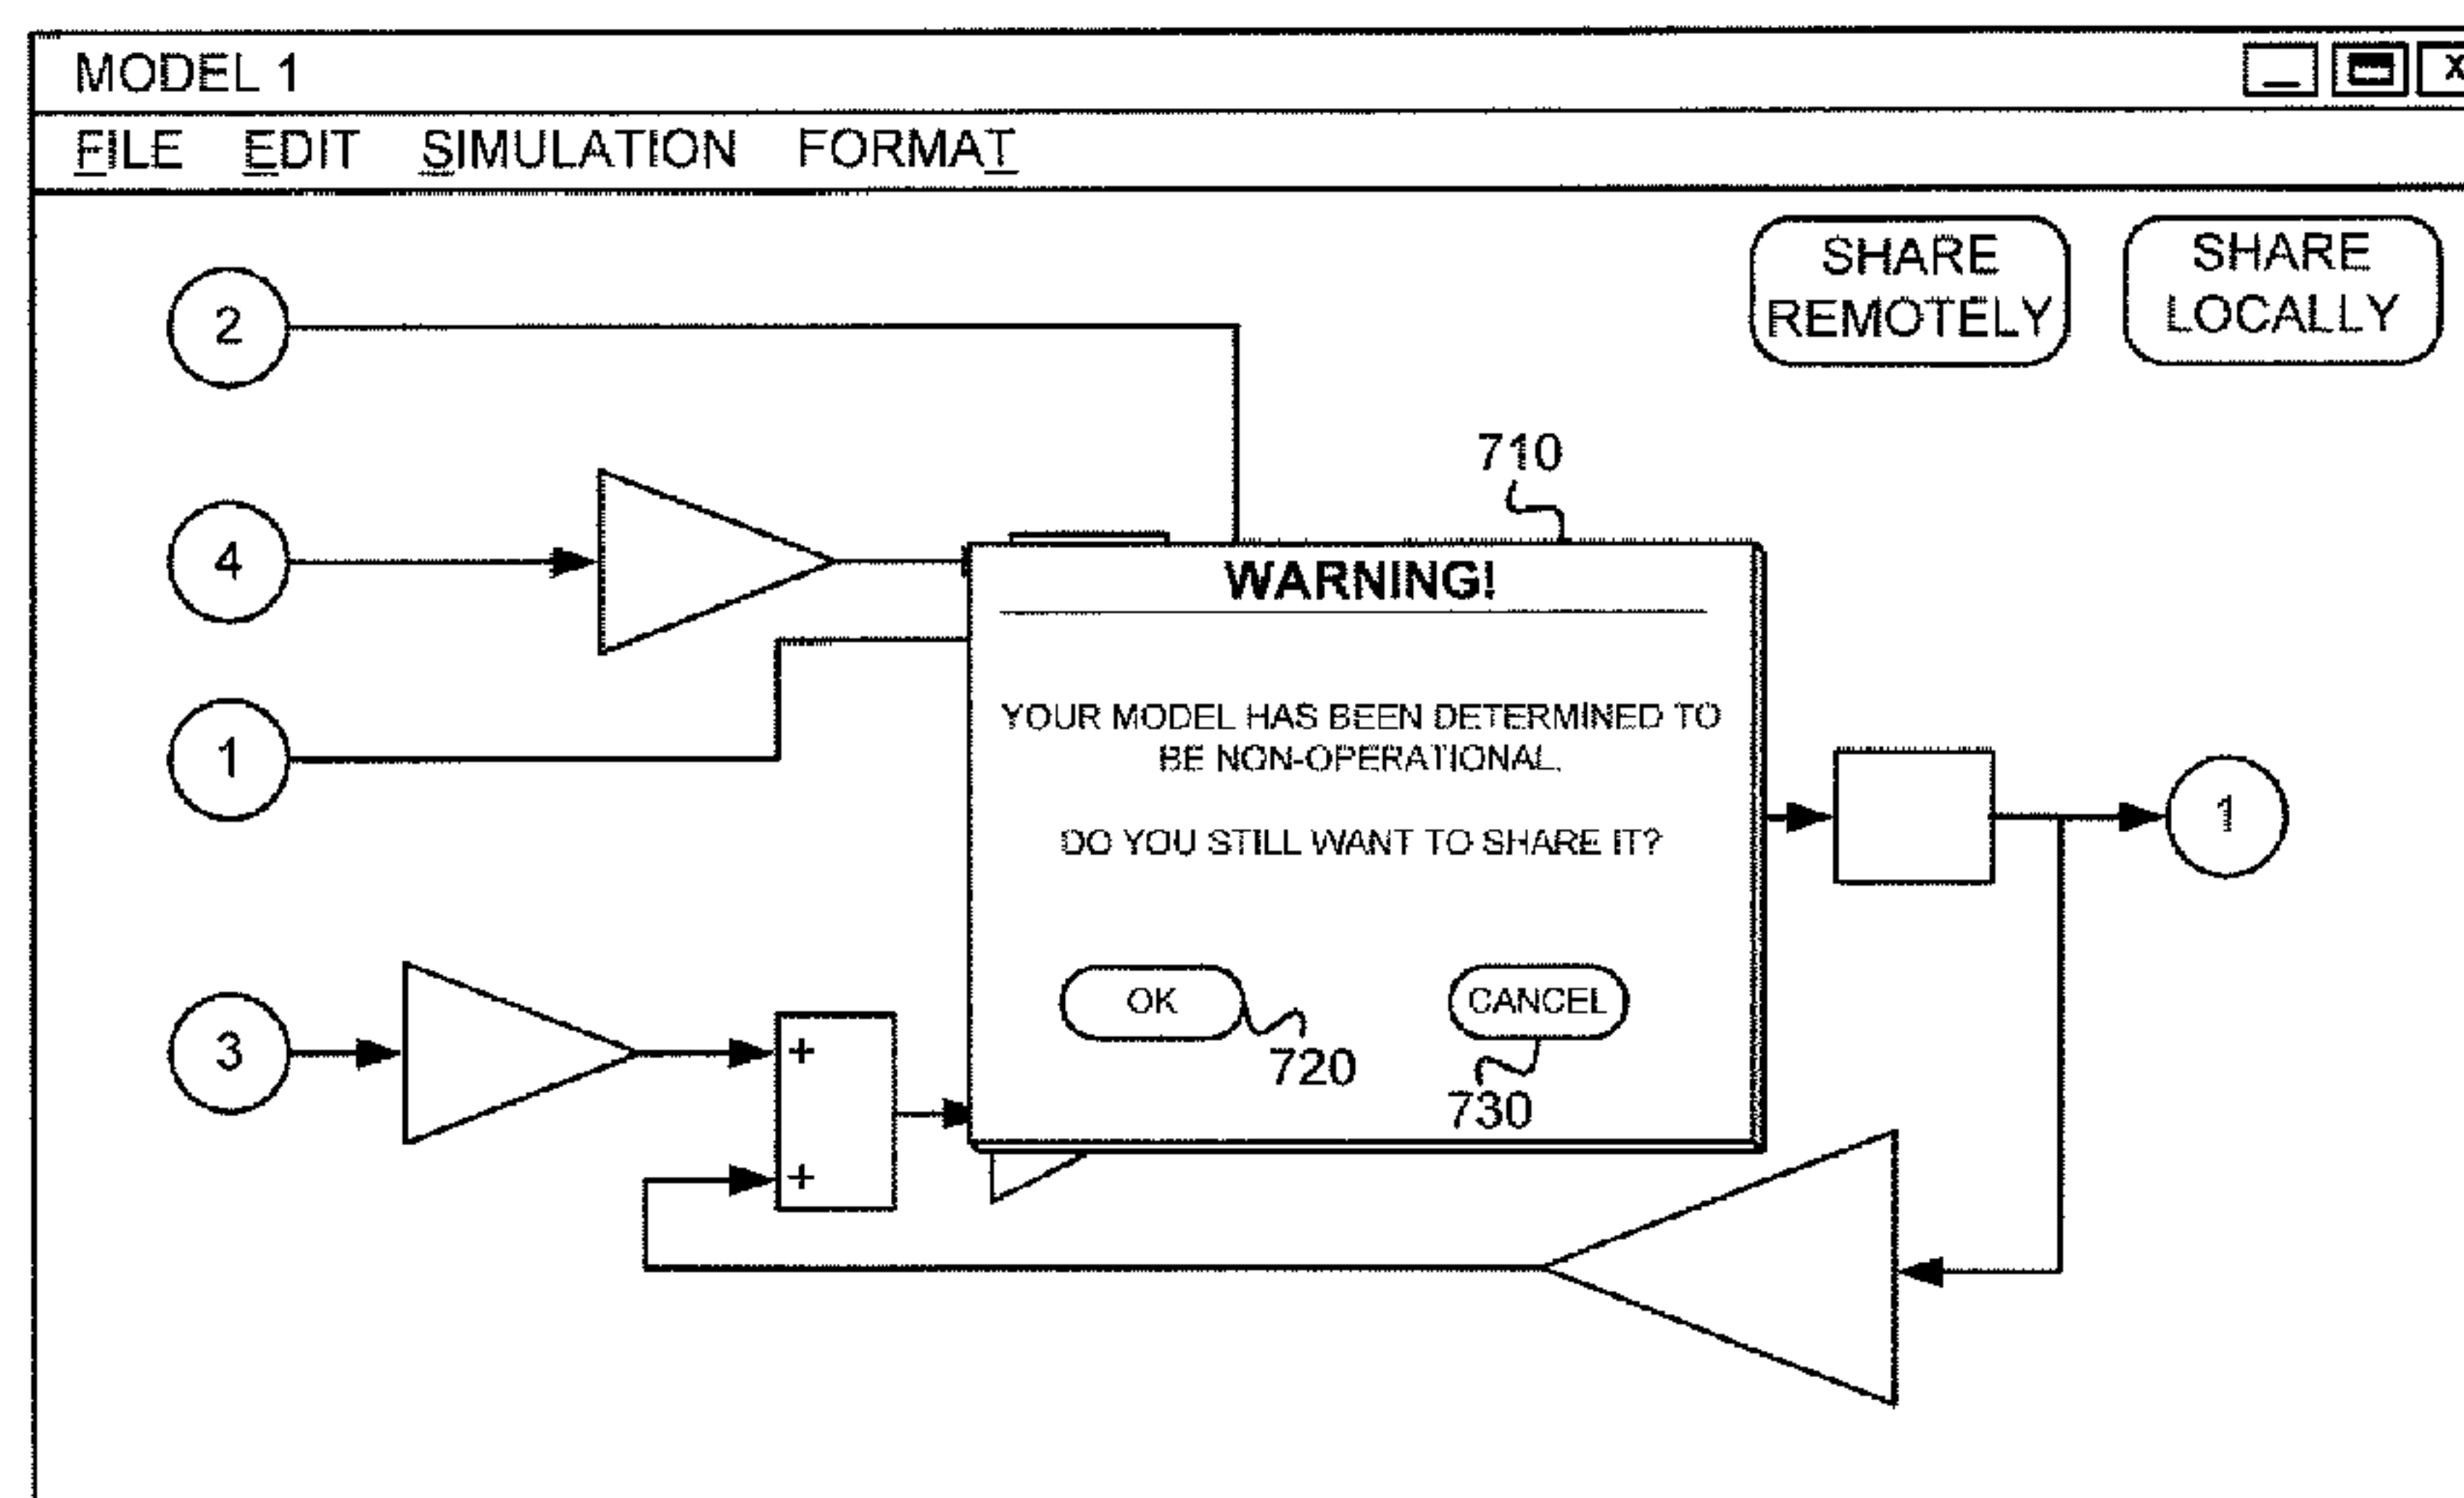 MODEL 1
X
FILE EDIT SIMULATION FORMAT
SHARE
REMOTELY
SHARE
LOCALLY
2
710
4
WARNING!
1
YOUR MODEL HAS BEEN DETERMINED TO
BE NON-OPERATIONAL.
DO YOU STILL WANT TO SHARE IT?
1
OK
CANCEL
3
+
720
730
+